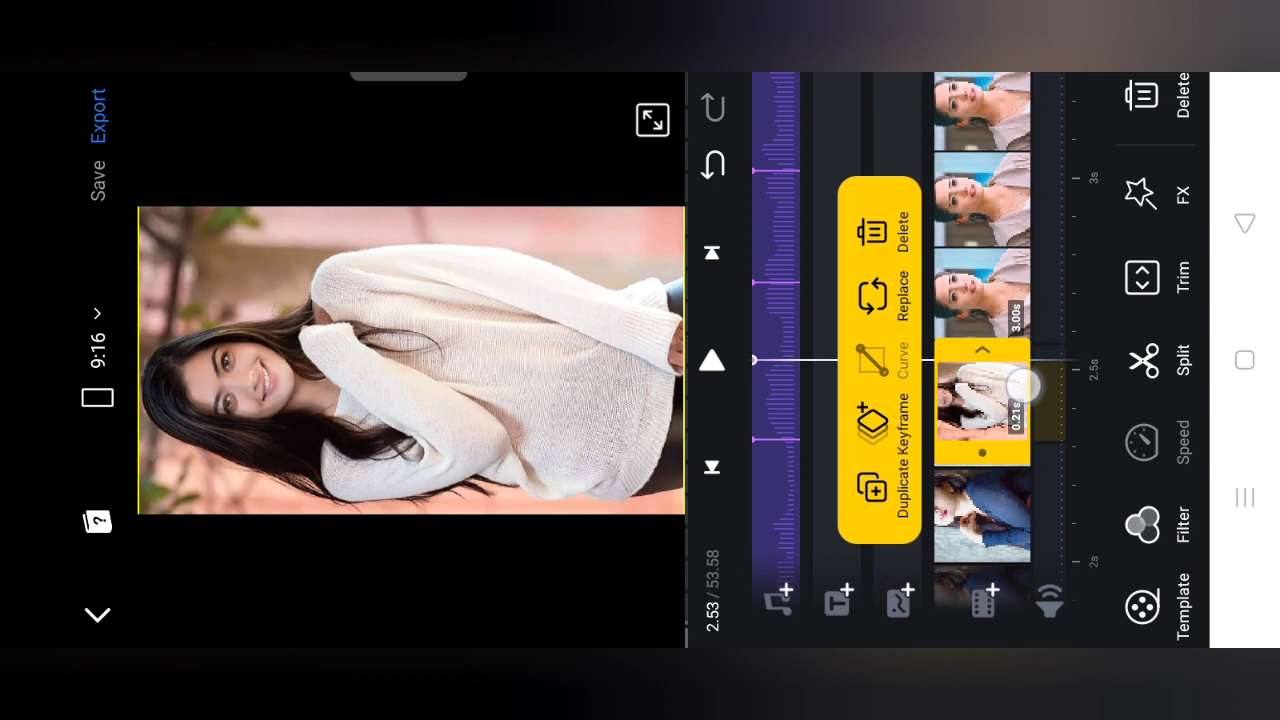 ?
9:16
Save Export
2.53 / 53.58
T
Duplicate Keyframe Curve Replace Delete
0.21s
3.00s
2s 2.5s 3s
Template Filter Speed Split Trim FX Delete